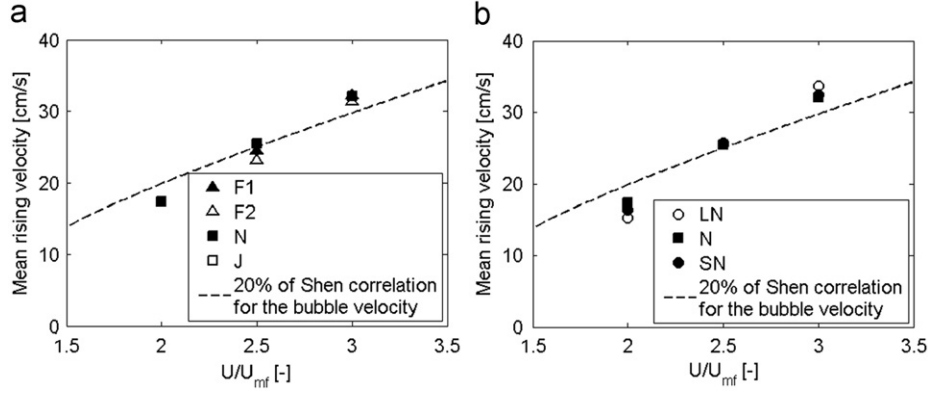 a
Mean rising velocity [cm/s]
40
30
20
10
0
1.5 2 2.5 3 3.5
U/Umf [-]
F1
F2
N
J
20% of Shen correlation
for the bubble velocity
b
Mean rising velocity [cm/s]
40
30
20
10
0
1.5 2 2.5 3 3.5
U/Umf [-]
LN
N
SN
20% of Shen correlation
for the bubble velocity